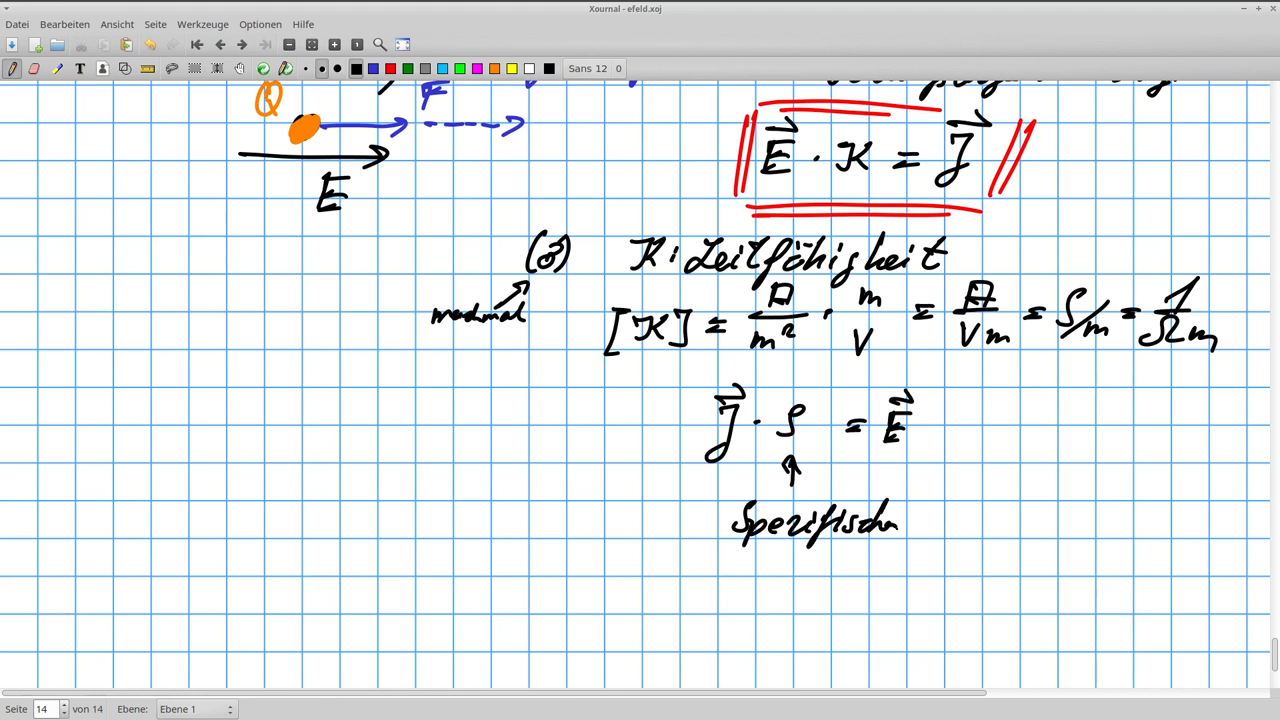 Xournal - efeld.xoj
Datei Bearbeiten Ansicht Seite Werkzeuge Optionen Hilfe
Sans 12 0
Q
F
E
E⃗ · K = J⃗
(σ) K: Leitfähigkeit
machmal
[K] = A/m² · m/V = A/Vm = S/m = 1/Ωm
J⃗ · ρ = E⃗
Spezifischer
Seite 14 von 14 Ebene: Ebene 1